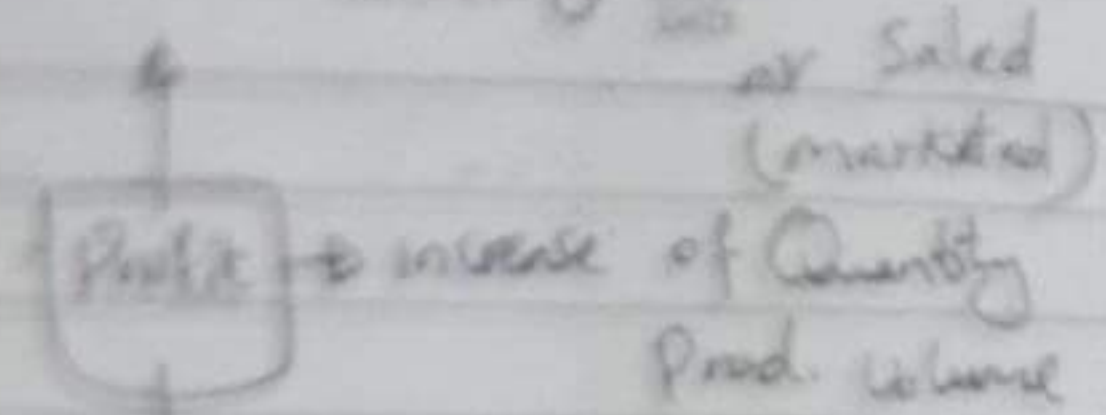 or Saled
(marketed)
Profit → increase of Quantity
Prod. Volume